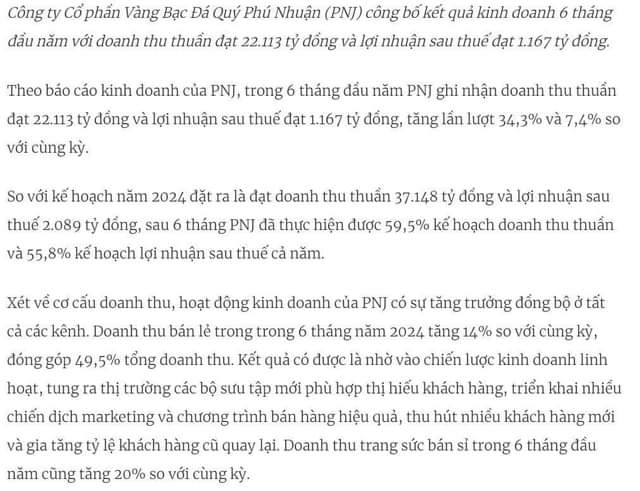 Công ty Cổ phần Vàng Bạc Đá Quý Phú Nhuận (PNJ) công bố kết quả kinh doanh 6 tháng
đầu năm với doanh thu thuần đạt 22.113 tỷ đồng và lợi nhuận sau thuế đạt 1.167 tỷ đồng.
Theo báo cáo kinh doanh của PNJ, trong 6 tháng đầu năm PNJ ghi nhận doanh thu thuần
đạt 22.113 tỷ đồng và lợi nhuận sau thuế đạt 1.167 tỷ đồng, tăng lần lượt 34,3% và 7,4% so
với cùng kỳ.
So với kế hoạch năm 2024 đặt ra là đạt doanh thu thuần 37.148 tỷ đồng và lợi nhuận sau
thuế 2.089 tỷ đồng, sau 6 tháng PNJ đã thực hiện được 59,5% kế hoạch doanh thu thuần
và 55,8% kế hoạch lợi nhuận sau thuế cả năm.
Xét về cơ cấu doanh thu, hoạt động kinh doanh của PNJ có sự tăng trưởng đồng bộ ở tất
cả các kênh. Doanh thu bán lẻ trong trong 6 tháng năm 2024 tăng 14% so với cùng kỳ,
đóng góp 49,5% tổng doanh thu. Kết quả có được là nhờ vào chiến lược kinh doanh linh
hoạt, tung ra thị trường các bộ sưu tập mới phù hợp thị hiếu khách hàng, triển khai nhiều
chiến dịch marketing và chương trình bán hàng hiệu quả, thu hút nhiều khách hàng mới
và gia tăng tỷ lệ khách hàng cũ quay lại. Doanh thu trang sức bán sỉ trong 6 tháng đầu
năm cũng tăng 20% so với cùng kỳ.